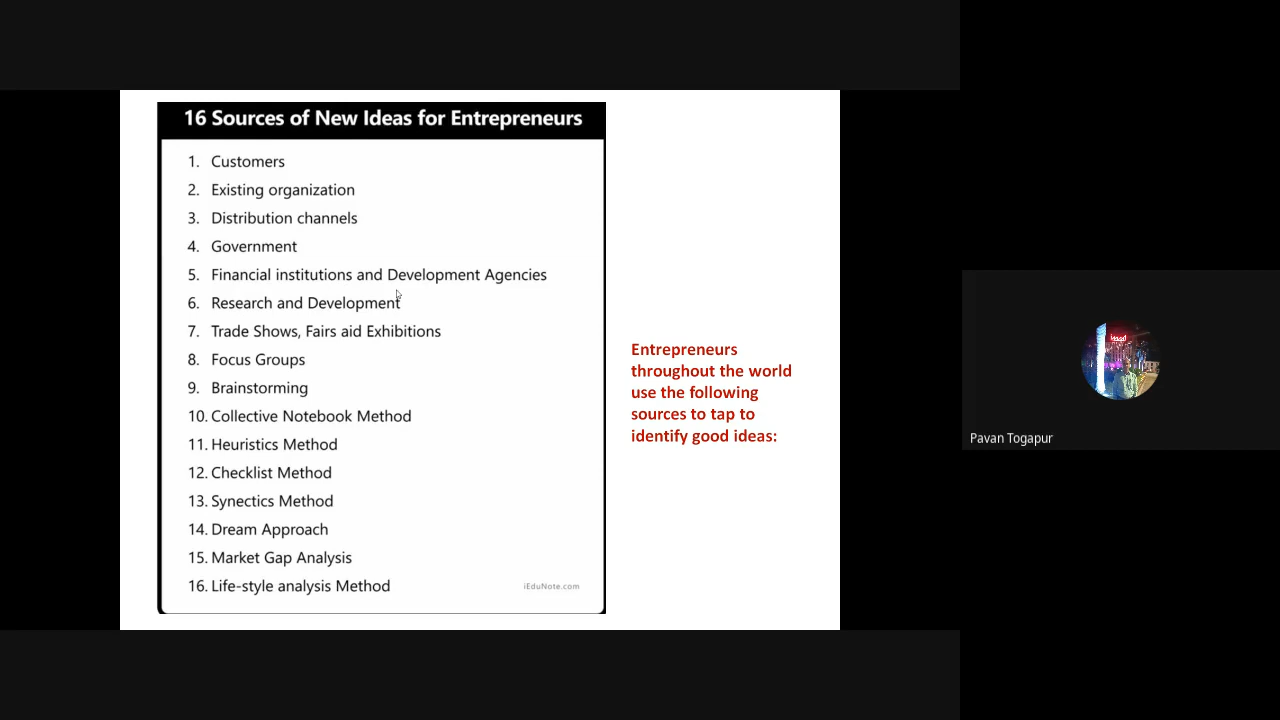 16 Sources of New Ideas for Entrepreneurs
1. Customers
2. Existing organization
3. Distribution channels
4. Government
5. Financial institutions and Development Agencies
6. Research and Development
7. Trade Shows, Fairs aid Exhibitions
8. Focus Groups
9. Brainstorming
10. Collective Notebook Method
11. Heuristics Method
12. Checklist Method
13. Synectics Method
14. Dream Approach
15. Market Gap Analysis
16. Life-style analysis Method
iEduNote.com
Entrepreneurs
throughout the world
use the following
sources to tap to
identify good ideas:
Pavan Togapur